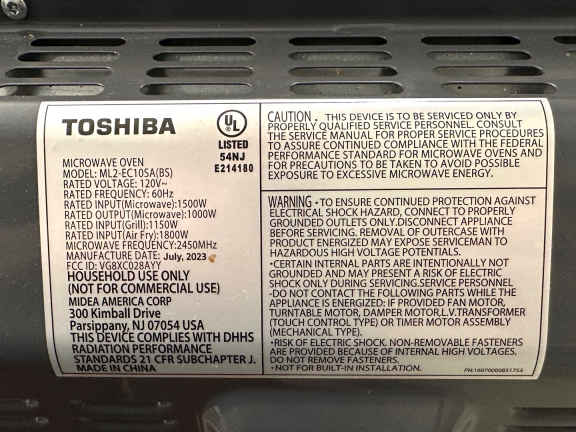 TOSHIBA
UL
LISTED
54NJ
E214180
MICROWAVE OVEN
MODEL: ML2-EC10SA(BS)
RATED VOLTAGE: 120V~
RATED FREQUENCY: 60Hz
RATED INPUT(Microwave):1500W
RATED OUTPUT(Microwave): 1000W
RATED INPUT(Grill): 1150W
RATED INPUT(Air Fry): 1800W
MICROWAVE FREQUENCY:2450MHz
MANUFACTURE DATE: July, 2023
FCC ID: VG8XC028AYY
HOUSEHOLD USE ONLY
(NOT FOR COMMERCIAL USE)
MIDEA AMERICA CORP
300 Kimball Drive
Parsippany, NJ 07054 USA
THIS DEVICE COMPLIES WITH DHHS
RADIATION PERFORMANCE
STANDARDS 21 CFR SUBCHAPTER J.
MADE IN CHINA
CAUTION. THIS DEVICE IS TO BE SERVICED ONLY BY
PROPERLY QUALIFIED SERVICE PERSONNEL. CONSULT
THE SERVICE MANUAL FOR PROPER SERVICE PROCEDURES
TO ASSURE CONTINUED COMPLIANCE WITH THE FEDERAL
PERFORMANCE STANDARD FOR MICROWAVE OVENS AND
FOR PRECAUTIONS TO BE TAKEN TO AVOID POSSIBLE
EXPOSURE TO EXCESSIVE MICROWAVE ENERGY.
WARNING • TO ENSURE CONTINUED PROTECTION AGAINST
ELECTRICAL SHOCK HAZARD, CONNECT TO PROPERLY
GROUNDED OUTLETS ONLY.DISCONNECT APPLIANCE
BEFORE SERVICING. REMOVAL OF OUTERCASE WITH
PRODUCT ENERGIZED MAY EXPOSE SERVICEMAN TO
HAZARDOUS HIGH VOLTAGE POTENTIALS.
•CERTAIN INTERNAL PARTS ARE INTENTIONALLY NOT
GROUNDED AND MAY PRESENT A RISK OF ELECTRIC
SHOCK ONLY DURING SERVICING.SERVICE PERSONNEL
-DO NOT CONTACT THE FOLLOWING PARTS WHILE THE
APPLIANCE IS ENERGIZED: IF PROVIDED FAN MOTOR,
TURNTABLE MOTOR, DAMPER MOTOR,L.V.TRANSFORMER
(TOUCH CONTROL TYPE) OR TIMER MOTOR ASSEMBLY
(MECHANICAL TYPE).
•RISK OF ELECTRIC SHOCK. NON-REMOVABLE FASTENERS
ARE PROVIDED BECAUSE OF INTERNAL HIGH VOLTAGES.
DO NOT REMOVE FASTENERS.
•NOT FOR BUILT-IN INSTALLATION.